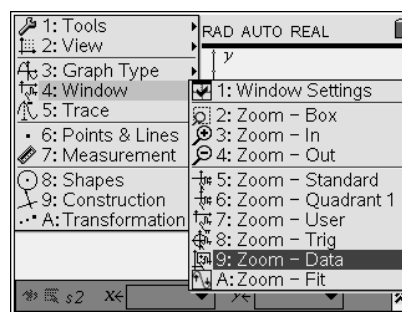 1: Tools
2: View
3: Graph Type
4: Window
5: Trace
6: Points & Lines
7: Measurement
8: Shapes
9: Construction
A: Transformation
RAD AUTO REAL
y
1: Window Settings
2: Zoom – Box
3: Zoom – In
4: Zoom – Out
5: Zoom – Standard
6: Zoom – Quadrant 1
7: Zoom – User
8: Zoom – Trig
9: Zoom – Data
A: Zoom – Fit
s2 x← y←